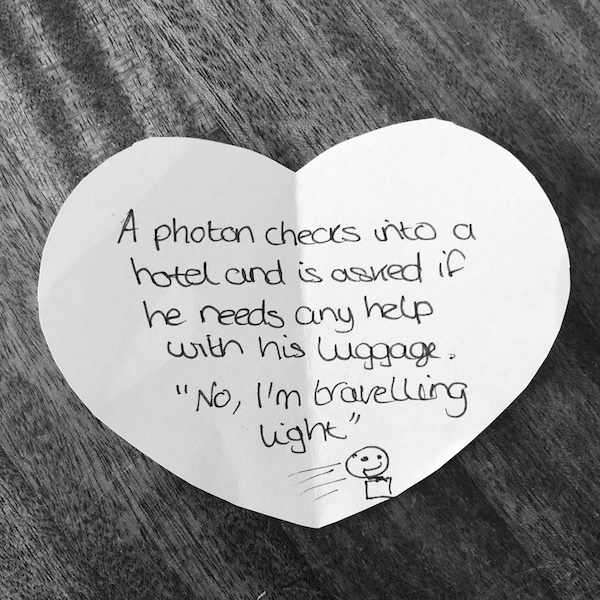 A photon checks into a
hotel and is asked if
he needs any help
with his luggage.
"No, I'm travelling
light"